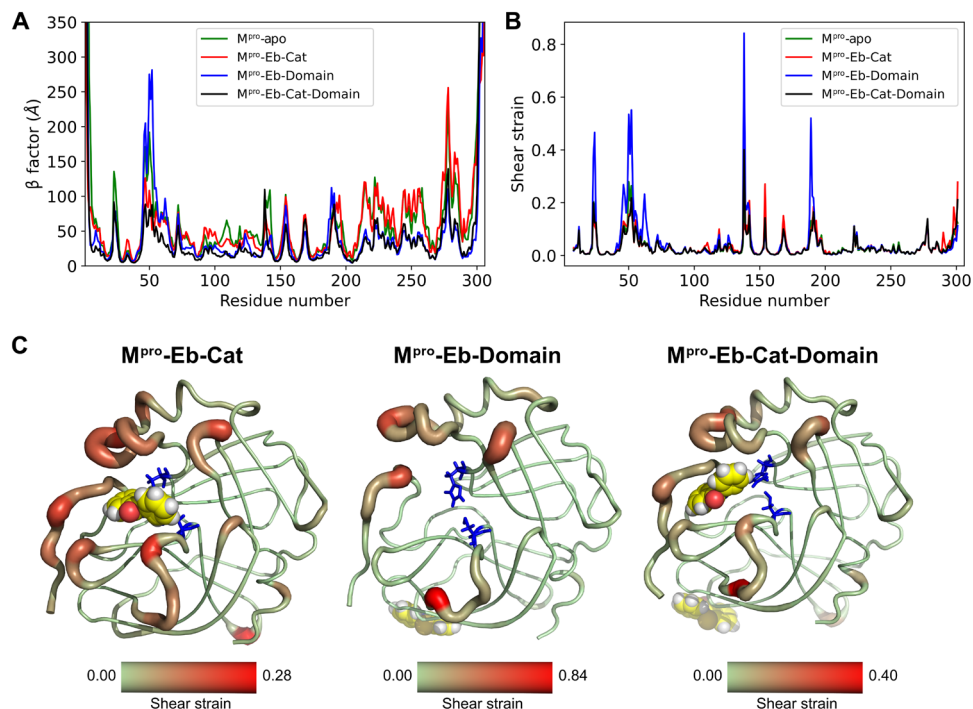 A
350
300
250
200
150
100
50
0
β factor (Å)
50
100
150
200
250
300
Residue number
Mᵖʳᵒ-apo
Mᵖʳᵒ-Eb-Cat
Mᵖʳᵒ-Eb-Domain
Mᵖʳᵒ-Eb-Cat-Domain
B
0.8
0.6
0.4
0.2
0.0
Shear strain
50
100
150
200
250
300
Residue number
Mᵖʳᵒ-apo
Mᵖʳᵒ-Eb-Cat
Mᵖʳᵒ-Eb-Domain
Mᵖʳᵒ-Eb-Cat-Domain
C
Mᵖʳᵒ-Eb-Cat
Mᵖʳᵒ-Eb-Domain
Mᵖʳᵒ-Eb-Cat-Domain
0.00 0.28
Shear strain
0.00 0.84
Shear strain
0.00 0.40
Shear strain